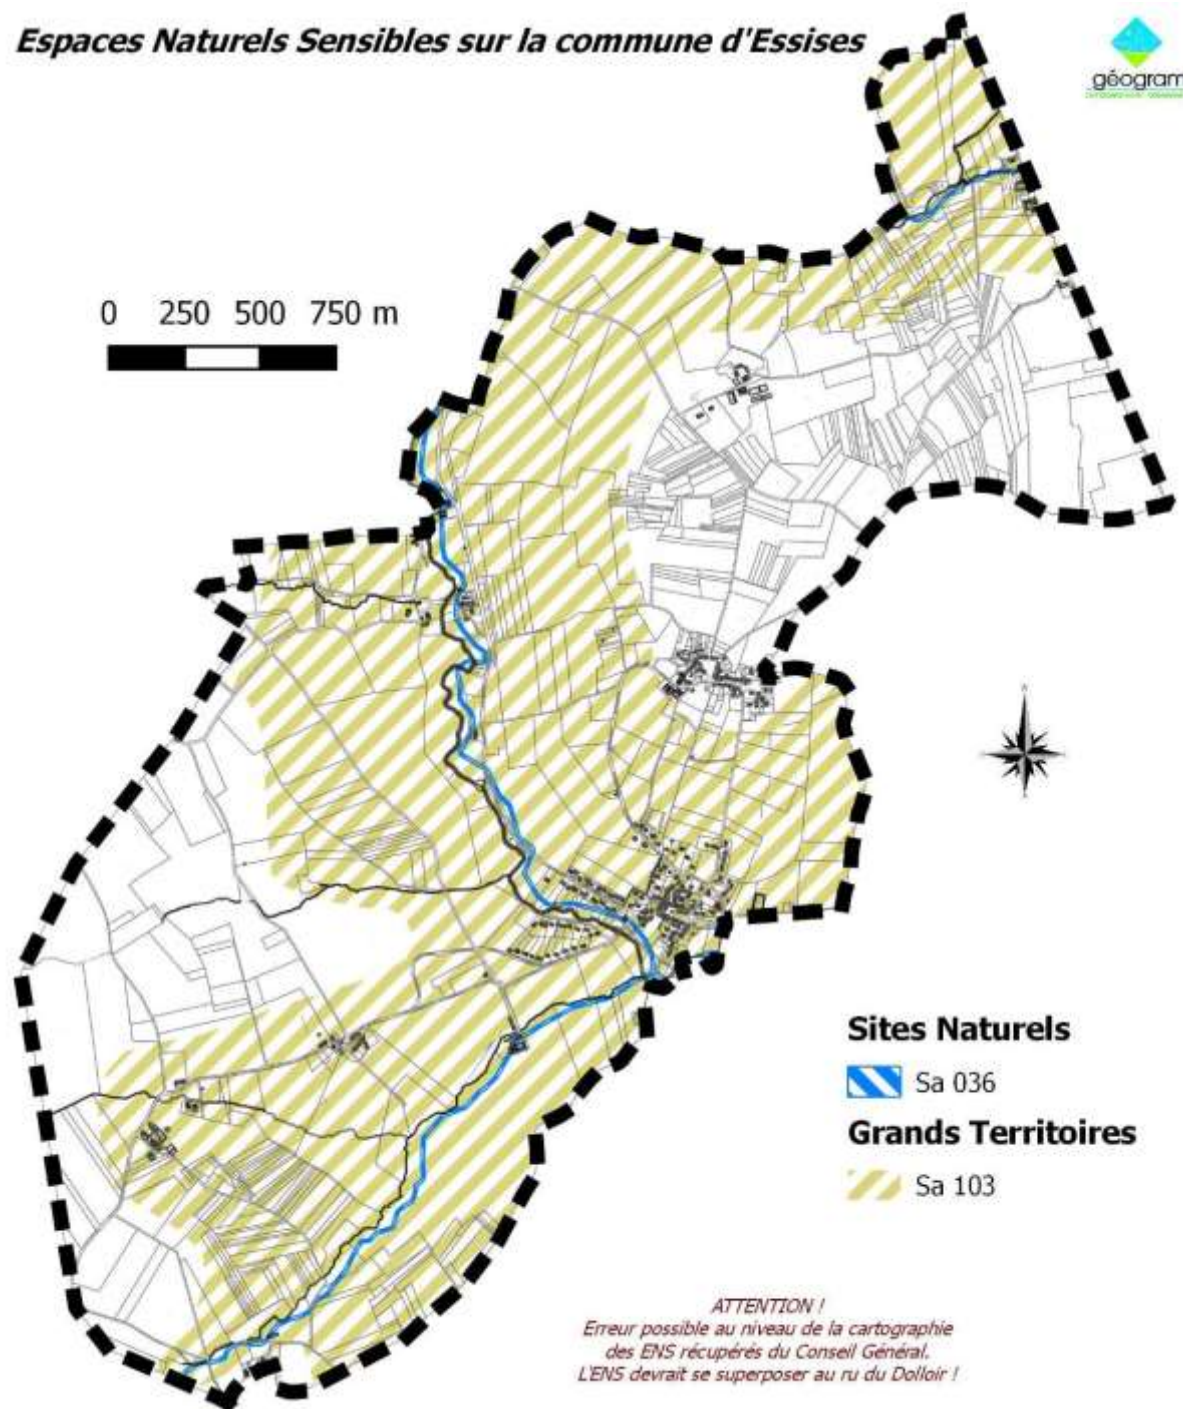 Espaces Naturels Sensibles sur la commune d'Essises
géogram
0 250 500 750 m
Sites Naturels
Sa 036
Grands Territoires
Sa 103
ATTENTION !
Erreur possible au niveau de la cartographie
des ENS récupérés du Conseil Général.
L'ENS devrait se superposer au ru du Dolloir !